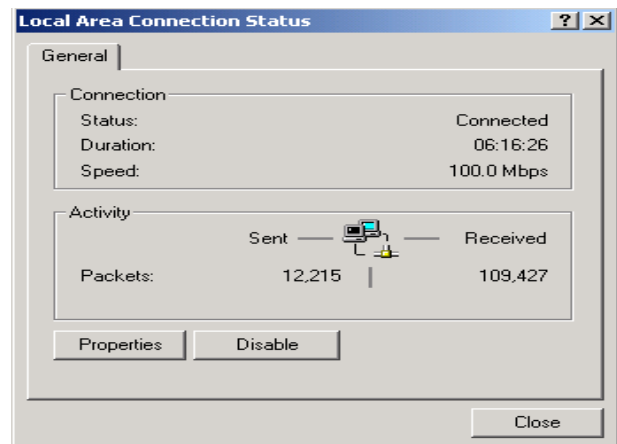 Local Area Connection Status
General
Connection
Status: Connected
Duration: 06:16:26
Speed: 100.0 Mbps
Activity
Sent Received
Packets: 12,215 109,427
Properties Disable
Close